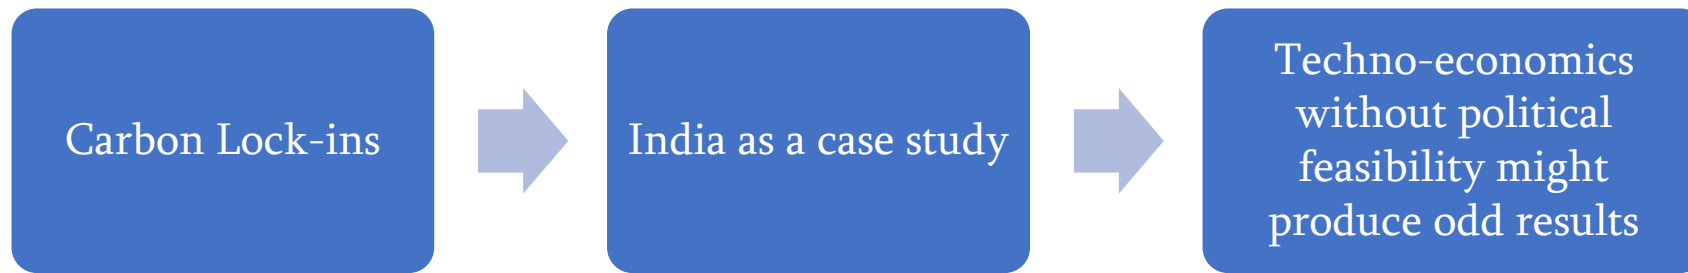 Carbon Lock-ins
India as a case study
Techno-economics
without political
feasibility might
produce odd results